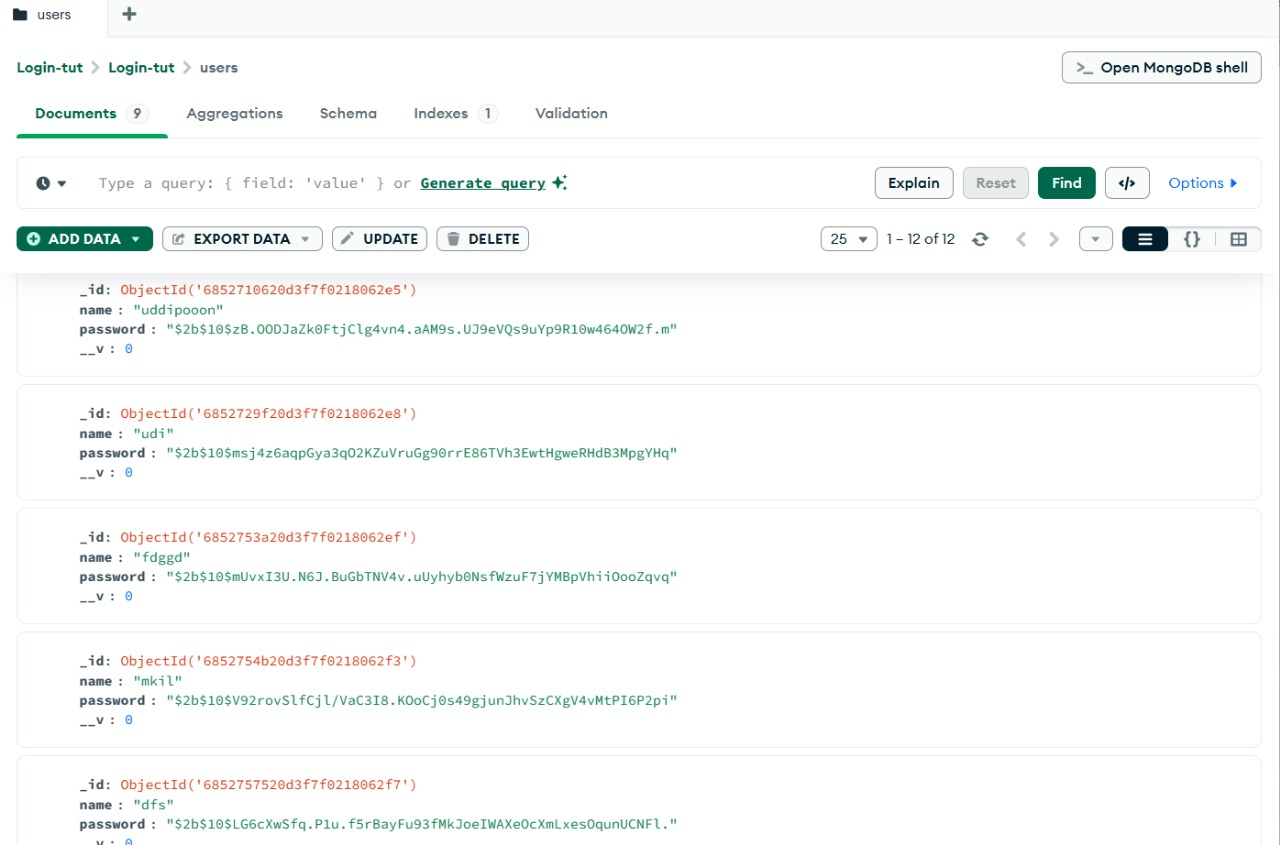 users
Login-tut > Login-tut > users
>_ Open MongoDB shell
Documents 9 Aggregations Schema Indexes 1 Validation
Type a query: { field: 'value' } or Generate query
Explain Reset Find </> Options
ADD DATA EXPORT DATA UPDATE DELETE 25 1 – 12 of 12 {}
_id: ObjectId('6852710620d3f7f0218062e5')
name : "uddipooon"
password : "$2b$10$zB.OODJaZk0FtjClg4vn4.aAM9s.UJ9eVQs9uYp9R10w464OW2f.m"
__v : 0
_id: ObjectId('6852729f20d3f7f0218062e8')
name : "udi"
password : "$2b$10$msj4z6aqpGya3qO2KZuVruGg90rrE86TVh3EwtHgweRHdB3MpgYHq"
__v : 0
_id: ObjectId('6852753a20d3f7f0218062ef')
name : "fdggd"
password : "$2b$10$mUvxI3U.N6J.BuGbTNV4v.uUyhyb0NsfWzuF7jYMBpVhiiOooZqvq"
__v : 0
_id: ObjectId('6852754b20d3f7f0218062f3')
name : "mkil"
password : "$2b$10$V92rovSlfCjl/VaC3I8.KOoCj0s49gjunJhvSzCXgV4vMtPI6P2pi"
__v : 0
_id: ObjectId('6852757520d3f7f0218062f7')
name : "dfs"
password : "$2b$10$LG6cXwSfq.P1u.f5rBayFu93fMkJoeIWAXeOcXmLxesOqunUCNFl."
__v : 0